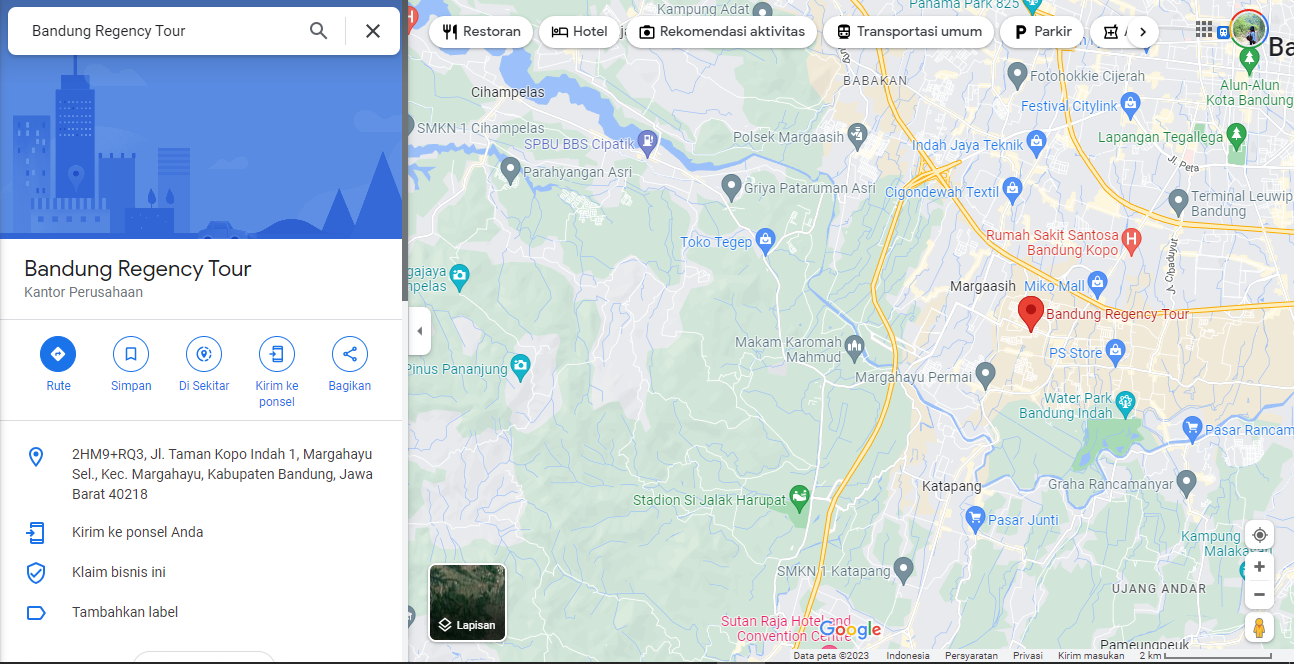 Bandung Regency Tour
Bandung Regency Tour
Kantor Perusahaan
Rute
Simpan
Di Sekitar
Kirim ke
ponsel
Bagikan
2HM9+RQ3, Jl. Taman Kopo Indah 1, Margahayu
Sel., Kec. Margahayu, Kabupaten Bandung, Jawa
Barat 40218
Kirim ke ponsel Anda
Klaim bisnis ini
Tambahkan label
Kampung Adat
Panama Park 825
Restoran
Hotel
Rekomendasi aktivitas
Transportasi umum
Parkir
Ba
BABAKAN
Fotohokkie Cijerah
Alun-Alun
Kota Bandung
Cihampelas
Festival Citylink
SMKN 1 Cihampelas
SPBU BBS Cipatik
Polsek Margaasih
Indah Jaya Teknik
Lapangan Tegallega
Jl. Peta
Parahyangan Asri
Griya Pataruman Asri
Cigondewah Textil
Terminal Leuwip
Bandung
Toko Tegep
Rumah Sakit Santosa
Bandung Kopo
Jl. Cibaduyut
gajaya
mpelas
Margaasih
Miko Mall
Bandung Regency Tour
Makam Karomah
Mahmud
PS Store
Pinus Pananjung
Margahayu Permai
Water Park
Bandung Indah
Pasar Rancam
Katapang
Graha Rancamanyar
Stadion Si Jalak Harupat
Pasar Junti
Kampung
Malaka
SMKN 1 Katapang
UJANG ANDAR
Lapisan
Sutan Raja Hotel and
Convention Centre
Google
Pameungpeuk
Data peta ©2023
Indonesia
Persyaratan
Privasi
Kirim masukan
2 km